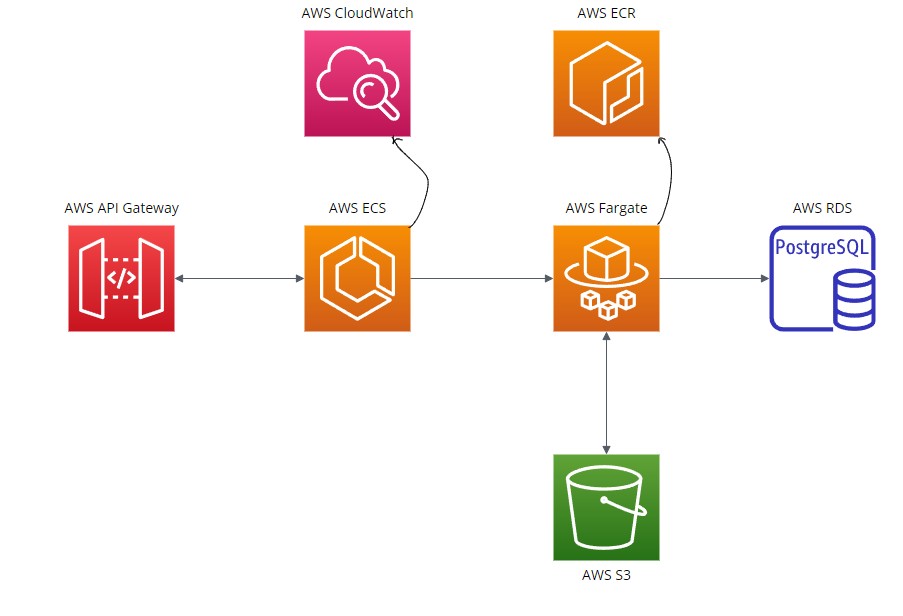 AWS CloudWatch
AWS ECR
AWS API Gateway
AWS ECS
AWS Fargate
AWS RDS
</>
PostgreSQL
AWS S3